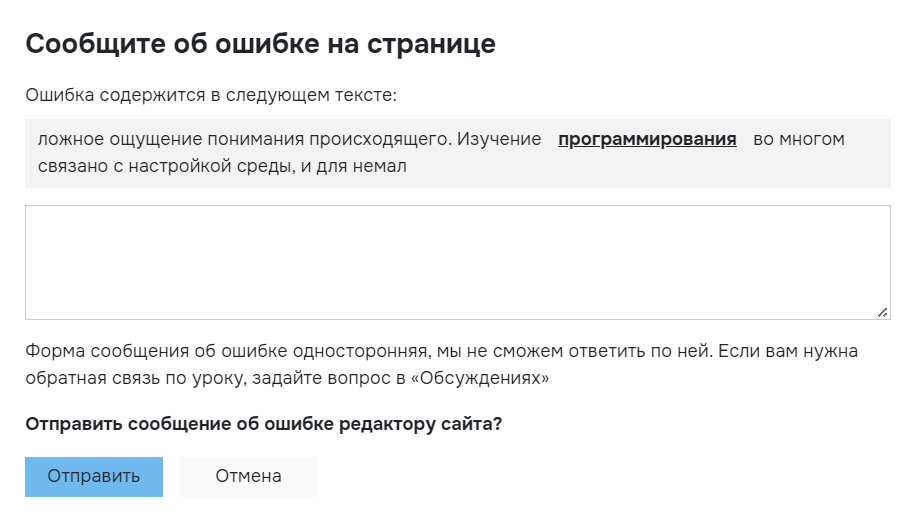 Сообщите об ошибке на странице
Ошибка содержится в следующем тексте:
ложное ощущение понимания происходящего. Изучение программирования во многом
связано с настройкой среды, и для немал
Форма сообщения об ошибке односторонняя, мы не сможем ответить по ней. Если вам нужна
обратная связь по уроку, задайте вопрос в «Обсуждениях»
Отправить сообщение об ошибке редактору сайта?
Отправить Отмена